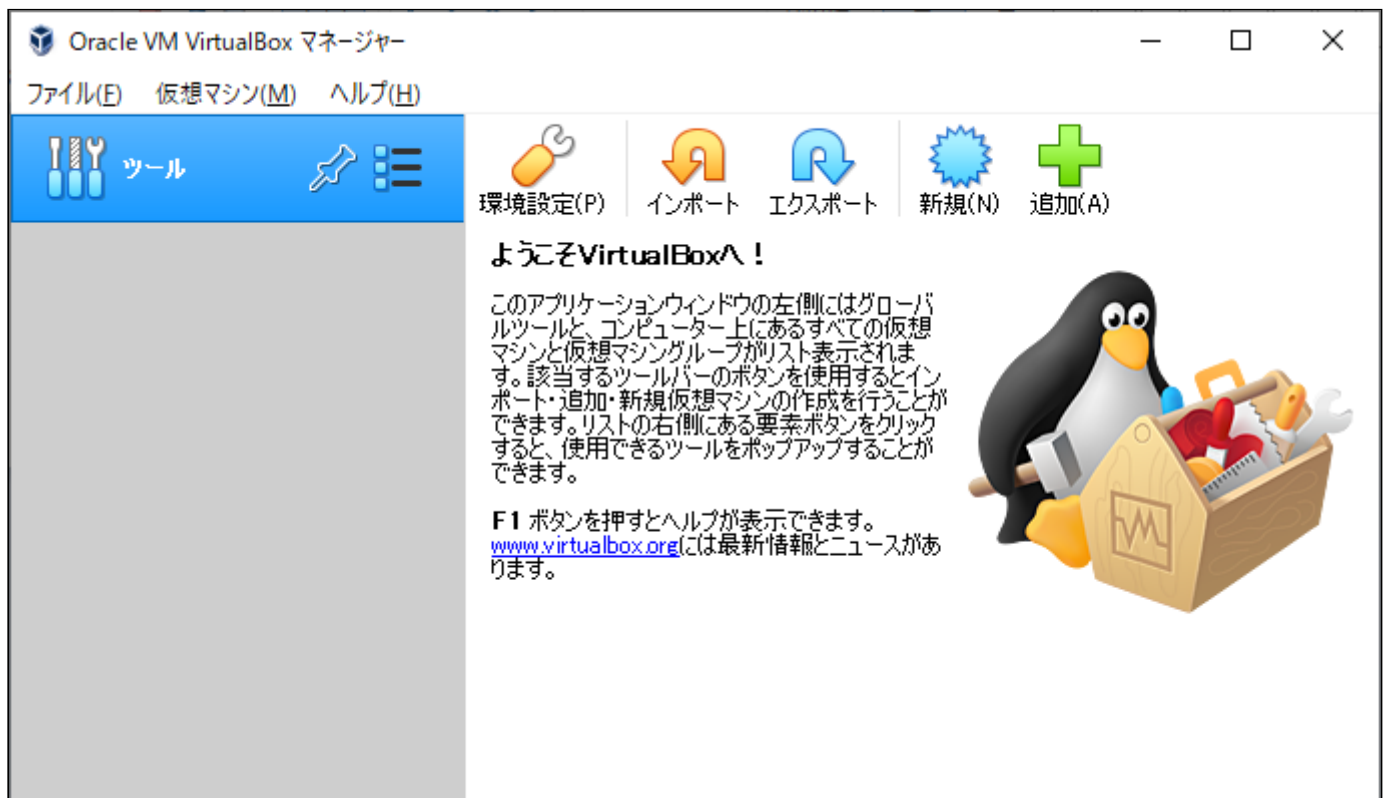 Oracle VM VirtualBox マネージャー
ファイル(F) 仮想マシン(M) ヘルプ(H)
ツール
環境設定(P) インポート エクスポート 新規(N) 追加(A)
ようこそVirtualBoxへ！
このアプリケーションウィンドウの左側にはグローバ
ルツールと、コンピューター上にあるすべての仮想
マシンと仮想マシングループがリスト表示されま
す。該当するツールバーのボタンを使用するとイン
ポート・追加・新規仮想マシンの作成を行うことが
できます。リストの右側にある要素ボタンをクリック
すると、使用できるツールをポップアップすることが
できます。
F1 ボタンを押すとヘルプが表示できます。
www.virtualbox.orgには最新情報とニュースがあ
ります。